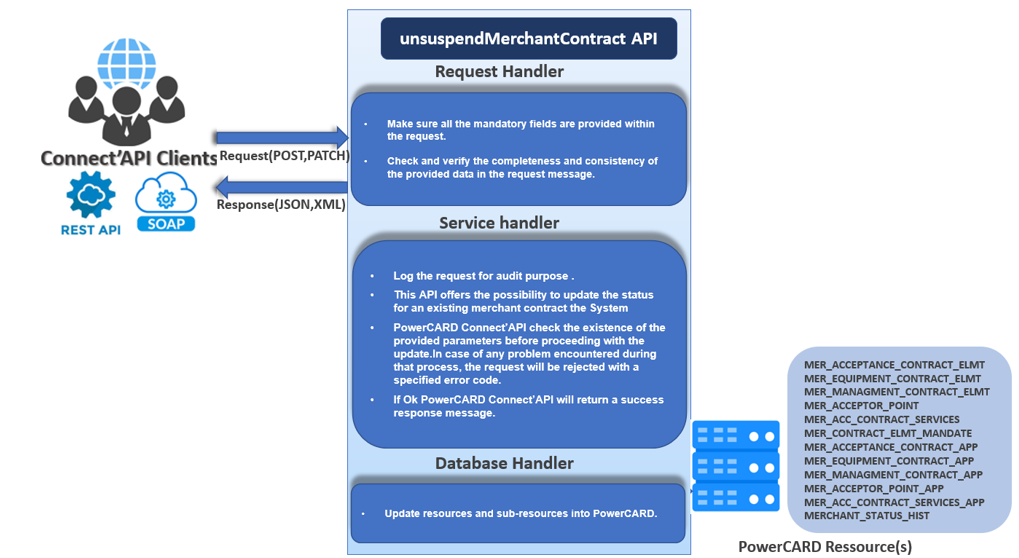 unsuspendMerchantContract API
Request Handler
• Make sure all the mandatory fields are provided within
the request.
• Check and verify the completeness and consistency of
the provided data in the request message.
Connect'API Clients
Request(POST,PATCH)
Response(JSON,XML)
REST API
SOAP
Service handler
• Log the request for audit purpose .
• This API offers the possibility to update the status
for an existing merchant contract the System
• PowerCARD Connect'API check the existence of the
provided parameters before proceeding with the
update.In case of any problem encountered during
that process, the request will be rejected with a
specified error code.
• If Ok PowerCARD Connect'API will return a success
response message.
Database Handler
• Update resources and sub-resources into PowerCARD.
MER_ACCEPTANCE_CONTRACT_ELMT
MER_EQUIPMENT_CONTRACT_ELMT
MER_MANAGMENT_CONTRACT_ELMT
MER_ACCEPTOR_POINT
MER_ACC_CONTRACT_SERVICES
MER_CONTRACT_ELMT_MANDATE
MER_ACCEPTANCE_CONTRACT_APP
MER_EQUIPMENT_CONTRACT_APP
MER_MANAGMENT_CONTRACT_APP
MER_ACCEPTOR_POINT_APP
MER_ACC_CONTRACT_SERVICES_APP
MERCHANT_STATUS_HIST
PowerCARD Ressource(s)